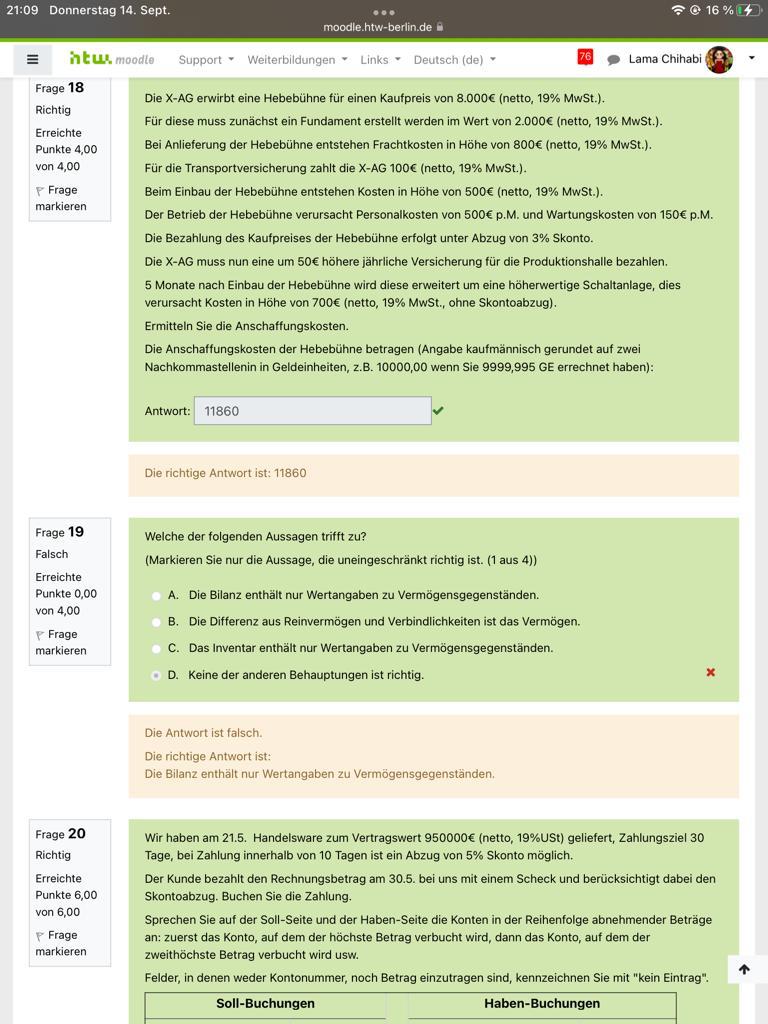 21:09 Donnerstag 14. Sept.
16 %
moodle.htw-berlin.de
htw. moodle
Support
Weiterbildungen
Links
Deutsch (de)
76
Lama Chihabi
Frage 18
Richtig
Erreichte
Punkte 4,00
von 4,00
Frage
markieren
Die X-AG erwirbt eine Hebebühne für einen Kaufpreis von 8.000€ (netto, 19% MwSt.).
Für diese muss zunächst ein Fundament erstellt werden im Wert von 2.000€ (netto, 19% MwSt.).
Bei Anlieferung der Hebebühne entstehen Frachtkosten in Höhe von 800€ (netto, 19% MwSt.).
Für die Transportversicherung zahlt die X-AG 100€ (netto, 19% MwSt.).
Beim Einbau der Hebebühne entstehen Kosten in Höhe von 500€ (netto, 19% MwSt.).
Der Betrieb der Hebebühne verursacht Personalkosten von 500€ p.M. und Wartungskosten von 150€ p.M.
Die Bezahlung des Kaufpreises der Hebebühne erfolgt unter Abzug von 3% Skonto.
Die X-AG muss nun eine um 50€ höhere jährliche Versicherung für die Produktionshalle bezahlen.
5 Monate nach Einbau der Hebebühne wird diese erweitert um eine höherwertige Schaltanlage, dies
verursacht Kosten in Höhe von 700€ (netto, 19% MwSt., ohne Skontoabzug).
Ermitteln Sie die Anschaffungskosten.
Die Anschaffungskosten der Hebebühne betragen (Angabe kaufmännisch gerundet auf zwei
Nachkommastellenin in Geldeinheiten, z.B. 10000,00 wenn Sie 9999,995 GE errechnet haben):
Antwort: 11860
Die richtige Antwort ist: 11860
Frage 19
Falsch
Erreichte
Punkte 0,00
von 4,00
Frage
markieren
Welche der folgenden Aussagen trifft zu?
(Markieren Sie nur die Aussage, die uneingeschränkt richtig ist. (1 aus 4))
A. Die Bilanz enthält nur Wertangaben zu Vermögensgegenständen.
B. Die Differenz aus Reinvermögen und Verbindlichkeiten ist das Vermögen.
C. Das Inventar enthält nur Wertangaben zu Vermögensgegenständen.
D. Keine der anderen Behauptungen ist richtig.
Die Antwort ist falsch.
Die richtige Antwort ist:
Die Bilanz enthält nur Wertangaben zu Vermögensgegenständen.
Frage 20
Richtig
Erreichte
Punkte 6,00
von 6,00
Frage
markieren
Wir haben am 21.5. Handelsware zum Vertragswert 950000€ (netto, 19%USt) geliefert, Zahlungsziel 30
Tage, bei Zahlung innerhalb von 10 Tagen ist ein Abzug von 5% Skonto möglich.
Der Kunde bezahlt den Rechnungsbetrag am 30.5. bei uns mit einem Scheck und berücksichtigt dabei den
Skontoabzug. Buchen Sie die Zahlung.
Sprechen Sie auf der Soll-Seite und der Haben-Seite die Konten in der Reihenfolge abnehmender Beträge
an: zuerst das Konto, auf dem der höchste Betrag verbucht wird, dann das Konto, auf dem der
zweithöchste Betrag verbucht wird usw.
Felder, in denen weder Kontonummer, noch Betrag einzutragen sind, kennzeichnen Sie mit "kein Eintrag".
Soll-Buchungen
Haben-Buchungen